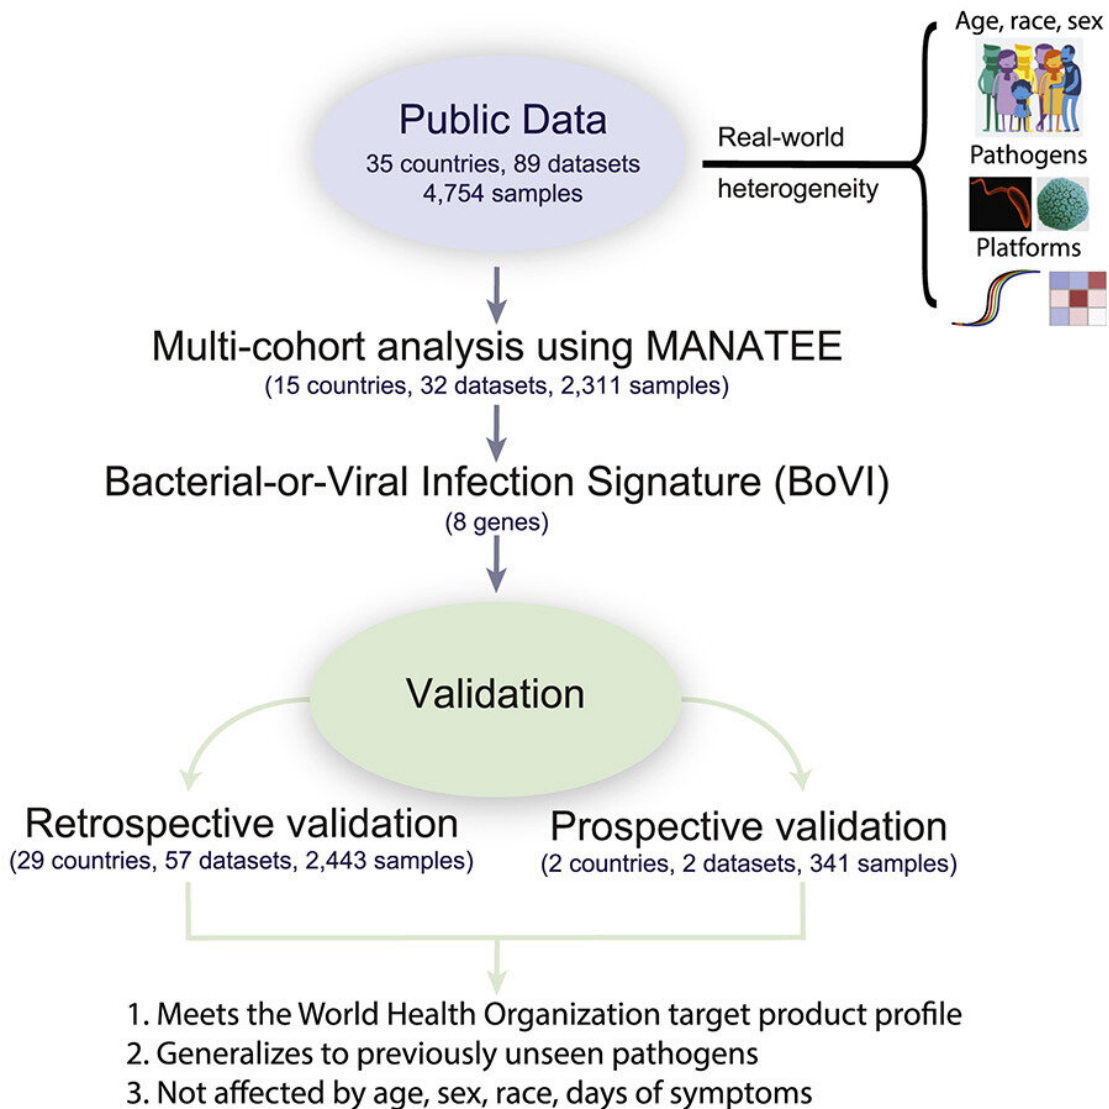 Public Data
35 countries, 89 datasets
4,754 samples
Real-world
heterogeneity
Age, race, sex
Pathogens
Platforms
Multi-cohort analysis using MANATEE
(15 countries, 32 datasets, 2,311 samples)
Bacterial-or-Viral Infection Signature (BoVI)
(8 genes)
Validation
Retrospective validation
(29 countries, 57 datasets, 2,443 samples)
Prospective validation
(2 countries, 2 datasets, 341 samples)
1. Meets the World Health Organization target product profile
2. Generalizes to previously unseen pathogens
3. Not affected by age, sex, race, days of symptoms